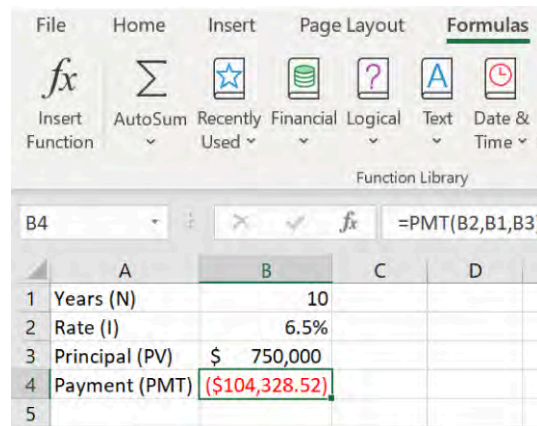 File Home Insert Page Layout Formulas
fx Σ ? A
Insert AutoSum Recently Financial Logical Text Date &
Function Used Time
Function Library
B4 fx =PMT(B2,B1,B3)
A B C D
1 Years (N) 10
2 Rate (I) 6.5%
3 Principal (PV) $ 750,000
4 Payment (PMT) ($104,328.52)
5